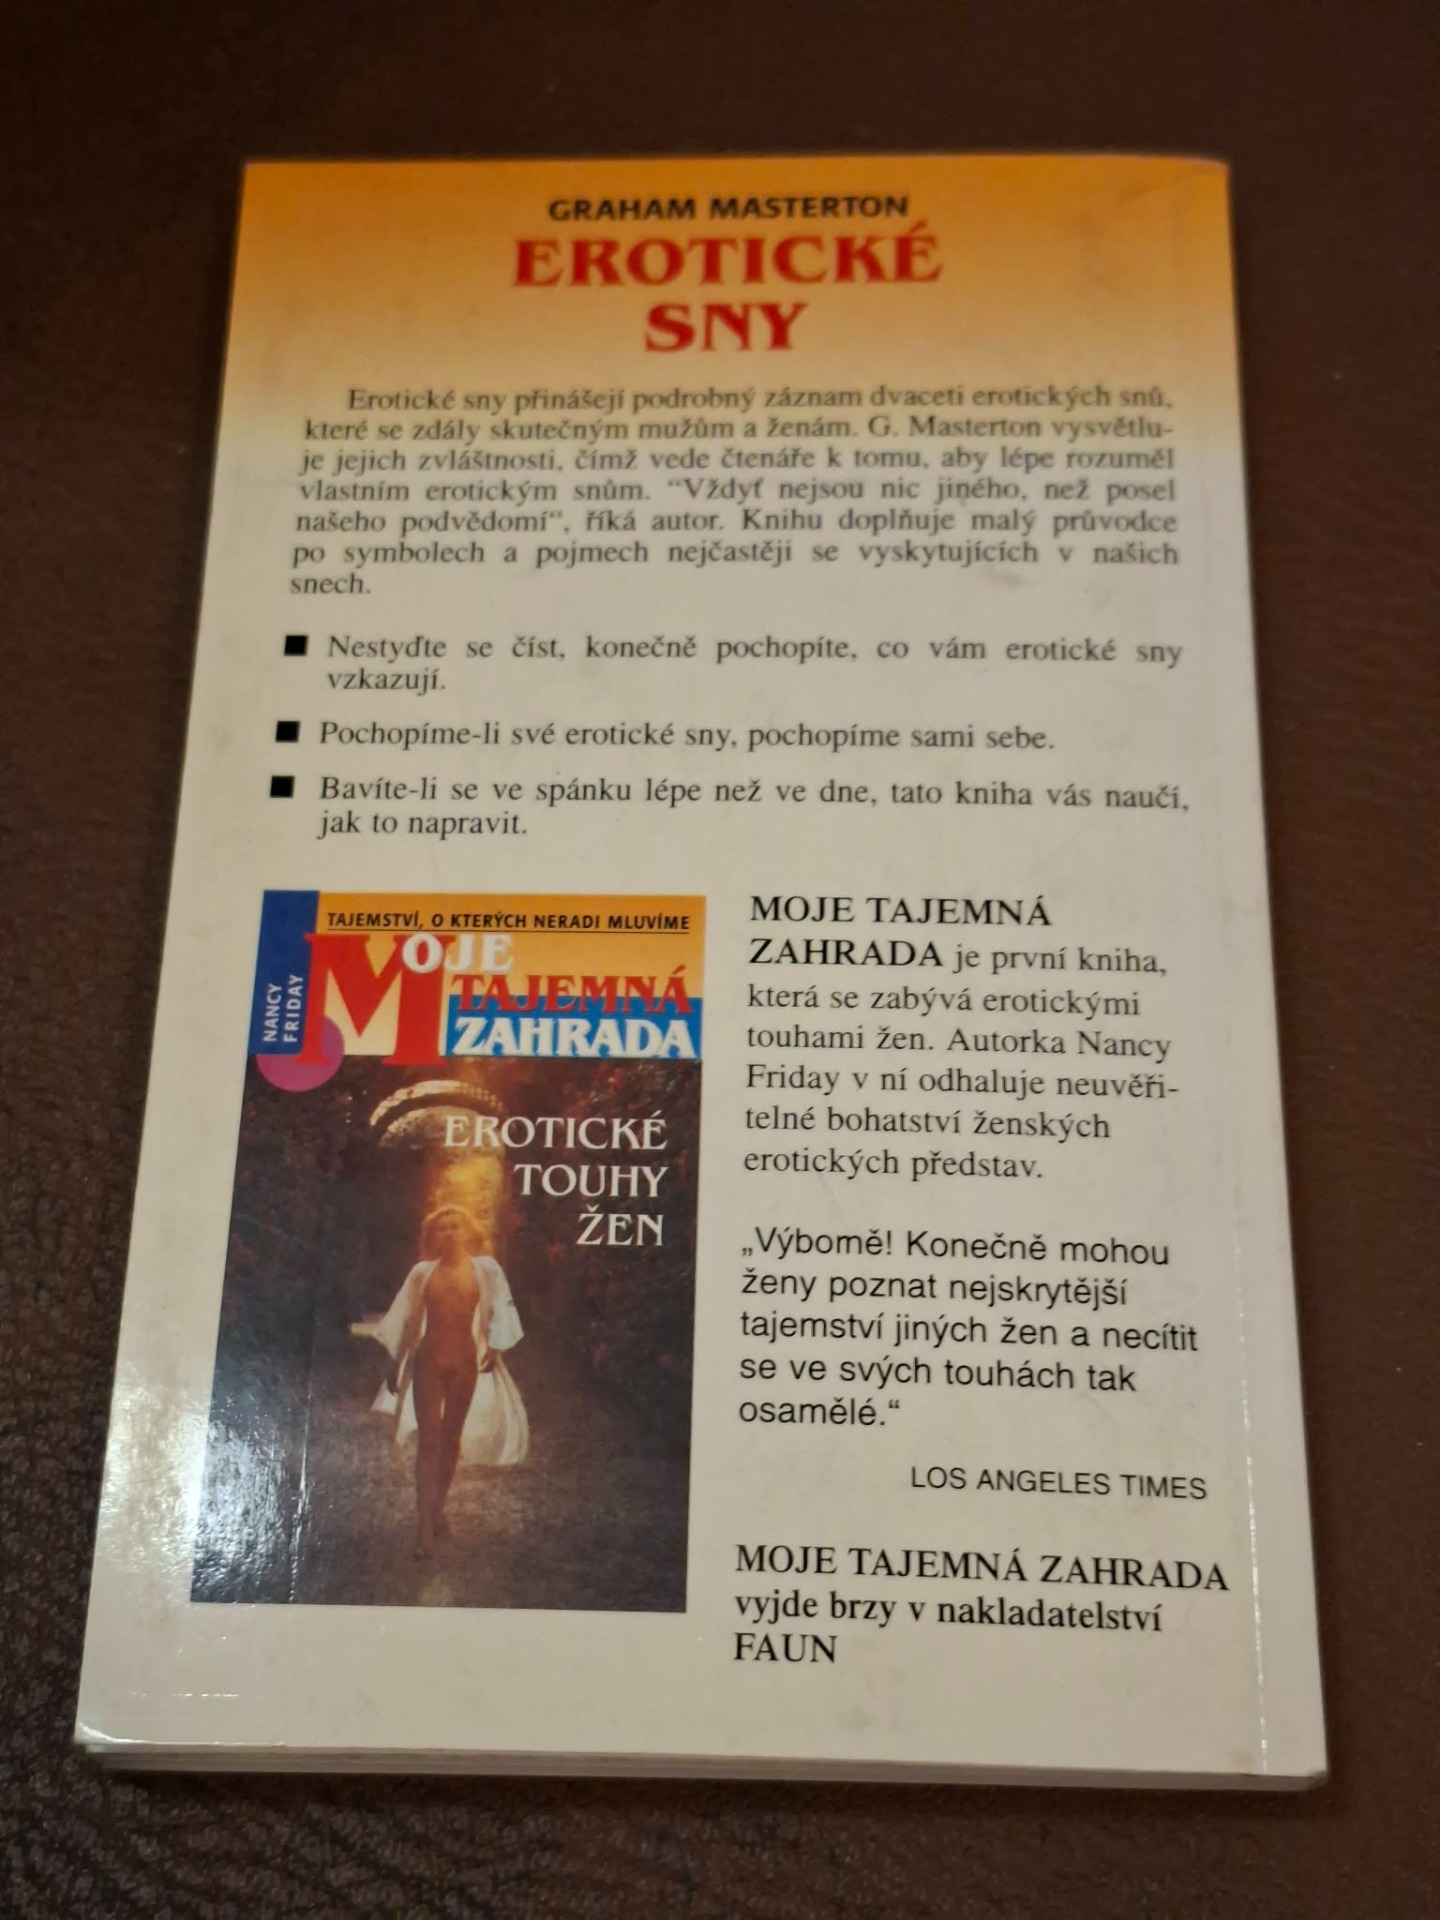 GRAHAM MASTERTON
EROTICKÉ
SNY
Erotické sny přinášejí podrobný záznam dvaceti erotických snů,
které se zdály skutečným mužům a ženám. G. Masterton vysvětlu-
je jejich zvláštnosti, čímž vede čtenáře k tomu, aby lépe rozuměl
vlastním erotickým snům. "Vždyť nejsou nic jiného, než posel
našeho podvědomí“, říká autor. Knihu doplňuje malý průvodce
po symbolech a pojmech nejčastěji se vyskytujících v našich
snech.
■ Nestyďte se číst, konečně pochopíte, co vám erotické sny
vzkazují.
■ Pochopíme-li své erotické sny, pochopíme sami sebe.
■ Bavíte-li se ve spánku lépe než ve dne, tato kniha vás naučí,
jak to napravit.
TAJEMSTVÍ, O KTERÝCH NERADI MLUVÍME
NANCY
FRIDAY
MOJE
TAJEMNÁ
ZAHRADA
EROTICKÉ
TOUHY
ŽEN
MOJE TAJEMNÁ
ZAHRADA je první kniha,
která se zabývá erotickými
touhami žen. Autorka Nancy
Friday v ní odhaluje neuvěři-
telné bohatství ženských
erotických představ.
„Výborně! Konečně mohou
ženy poznat nejskrytější
tajemství jiných žen a necítit
se ve svých touhách tak
osamělé.“
LOS ANGELES TIMES
MOJE TAJEMNÁ ZAHRADA
vyjde brzy v nakladatelství
FAUN